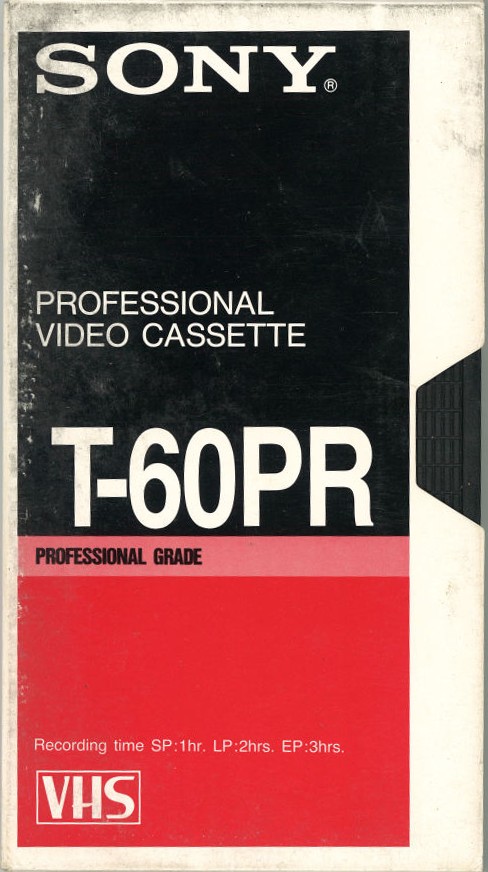 SONY®
PROFESSIONAL
VIDEO CASSETTE
T-60PR
PROFESSIONAL GRADE
Recording time SP:1hr. LP:2hrs. EP:3hrs.
VHS